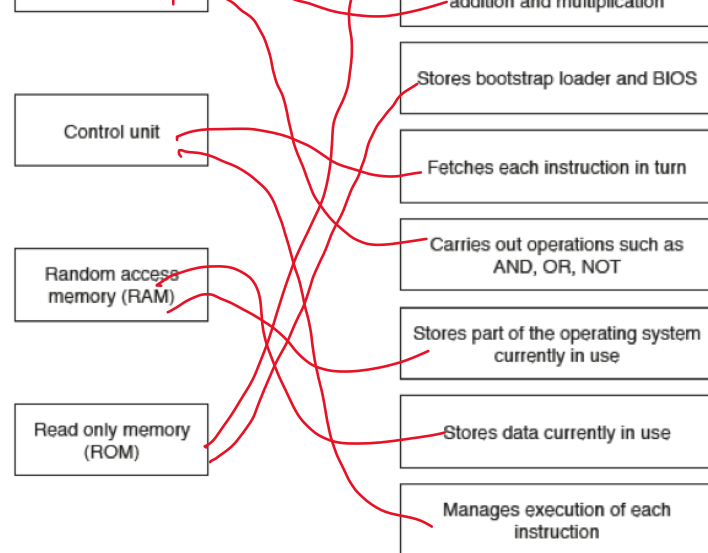 addition and multiplication
Stores bootstrap loader and BIOS
Control unit
Fetches each instruction in turn
Carries out operations such as
AND, OR, NOT
Random access
memory (RAM)
Stores part of the operating system
currently in use
Read only memory
(ROM)
Stores data currently in use
Manages execution of each
instruction